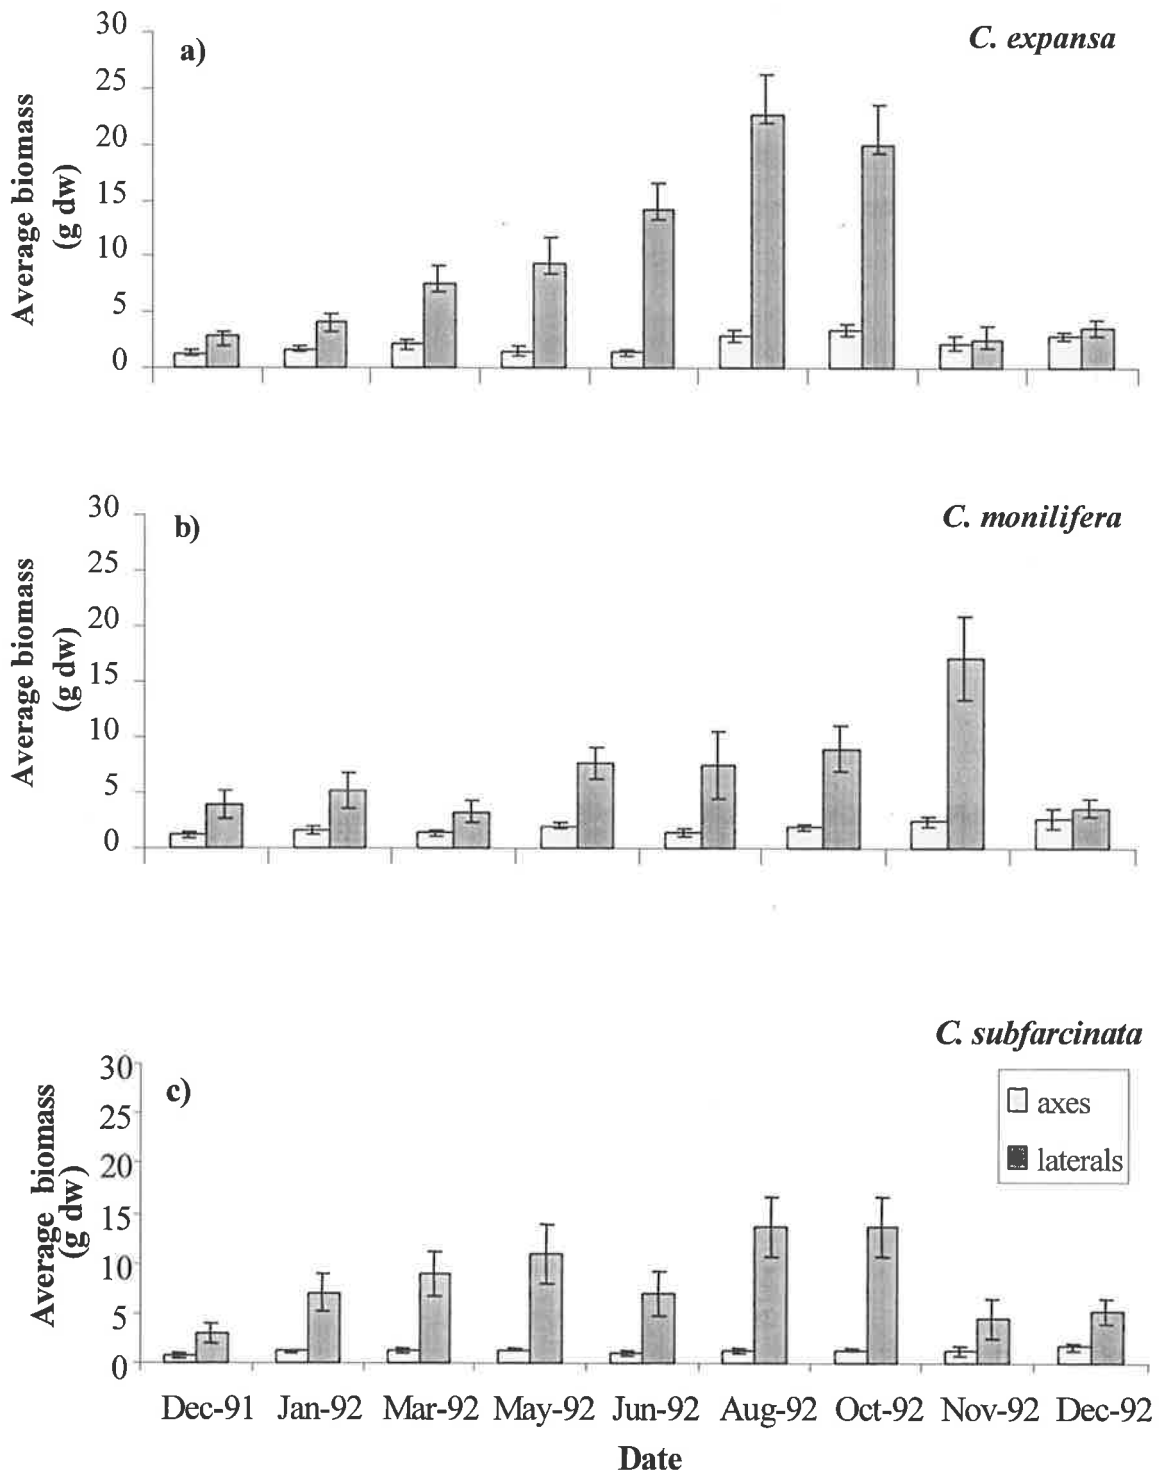 C. expansa
a)
30
25
20
15
10
5
0
Average biomass
(g dw)
C. monilifera
b)
30
25
20
15
10
5
0
Average biomass
(g dw)
C. subfarcinata
c)
30
25
20
15
10
5
0
Average biomass
(g dw)
axes
laterals
Dec-91 Jan-92 Mar-92 May-92 Jun-92 Aug-92 Oct-92 Nov-92 Dec-92
Date